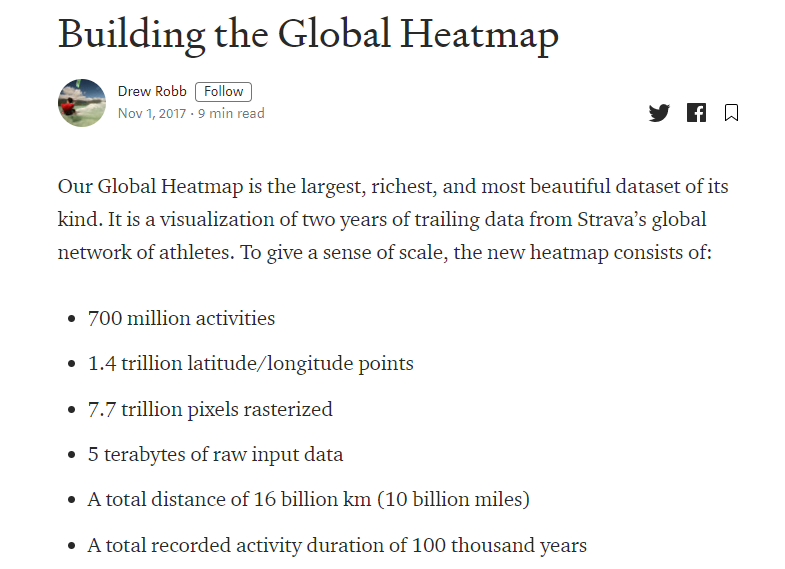 Building the Global Heatmap
Drew Robb Follow
Nov 1, 2017 · 9 min read
Our Global Heatmap is the largest, richest, and most beautiful dataset of its
kind. It is a visualization of two years of trailing data from Strava’s global
network of athletes. To give a sense of scale, the new heatmap consists of:
• 700 million activities
• 1.4 trillion latitude/longitude points
• 7.7 trillion pixels rasterized
• 5 terabytes of raw input data
• A total distance of 16 billion km (10 billion miles)
• A total recorded activity duration of 100 thousand years